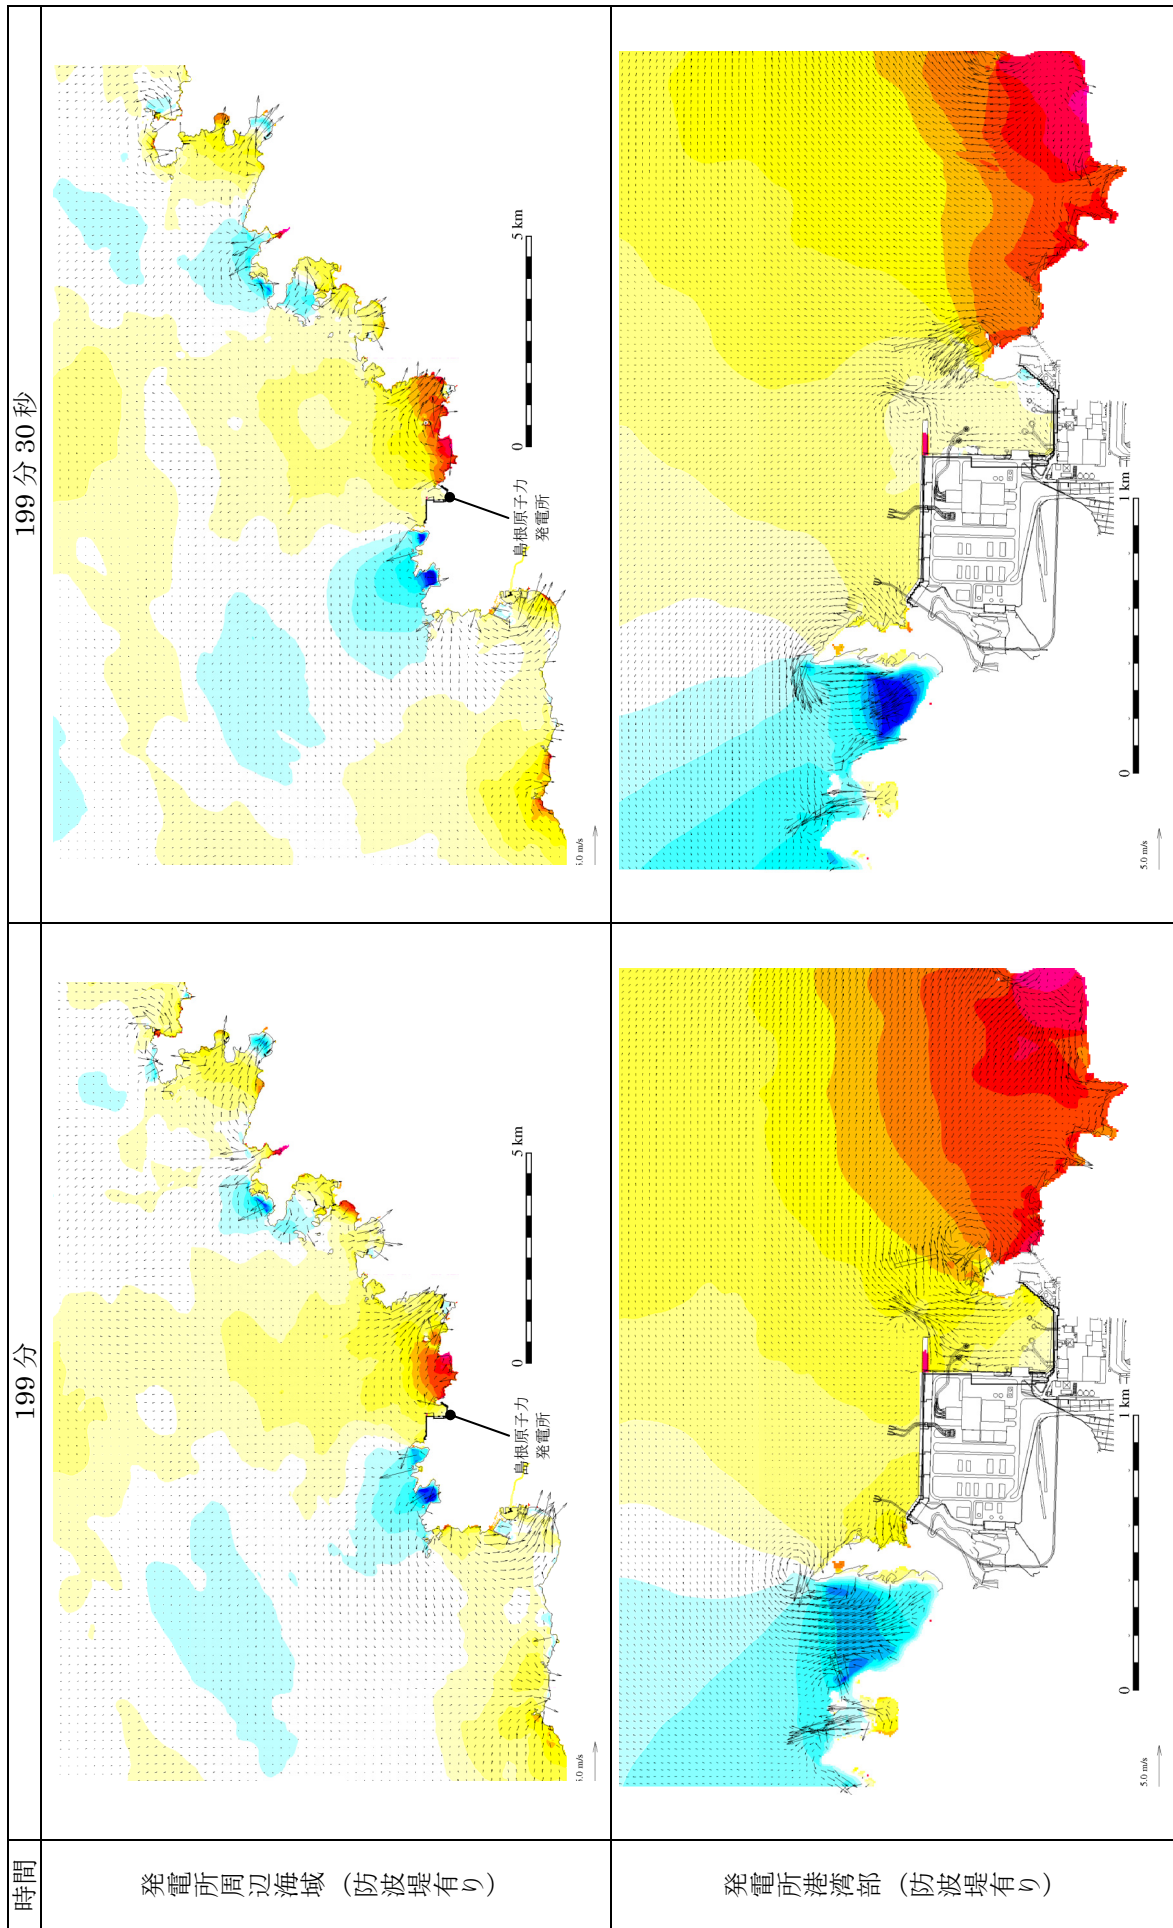 時間
199分
199分30秒
発電所周辺海域（防波堤有り）
島根原子力
発電所
0
5 km
5.0 m/s
島根原子力
発電所
0
5 km
5.0 m/s
発電所港湾部（防波堤有り）
0
1 km
5.0 m/s
0
1 km
5.0 m/s